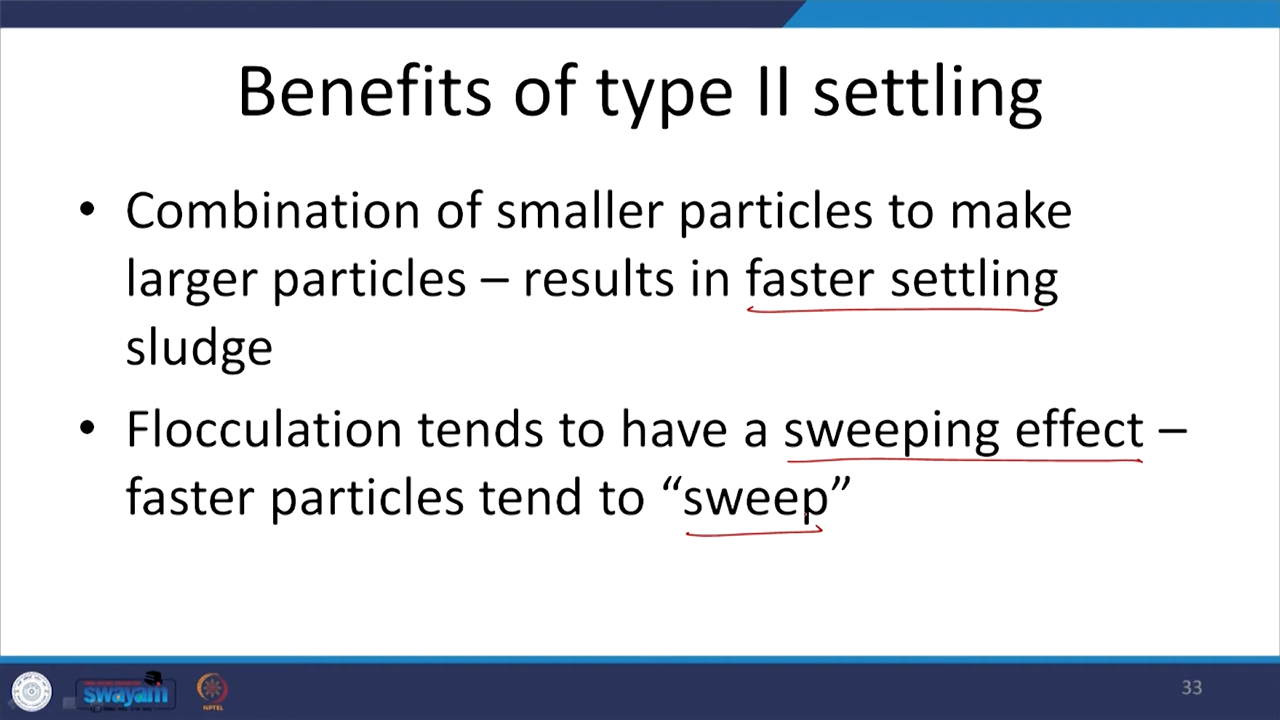 Benefits of type II settling
• Combination of smaller particles to make
larger particles – results in faster settling
sludge
• Flocculation tends to have a sweeping effect –
faster particles tend to “sweep”
swayam
NPTEL
33